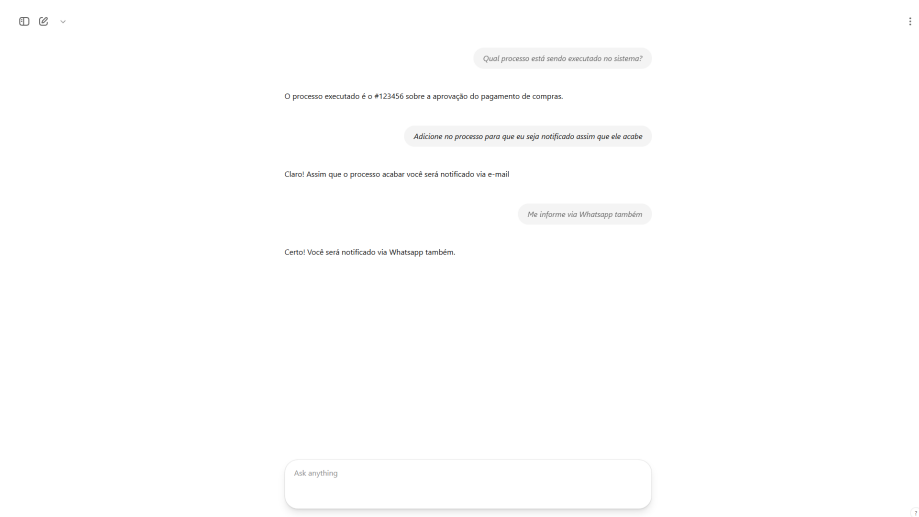 Qual processo está sendo executado no sistema?
O processo executado é o #123456 sobre a aprovação do pagamento de compras.
Adicione no processo para que eu seja notificado assim que ele acabe
Claro! Assim que o processo acabar você será notificado via e-mail
Me informe via Whatsapp também
Certo! Você será notificado via Whatsapp também.
Ask anything
?